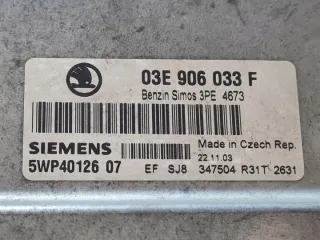 03E 906 033 F
Benzin Simos 3PE 4673
SIEMENS
Made in Czech Rep.
22.11.03
5WP40126 07
EF SJ8 347504 R31T 2631